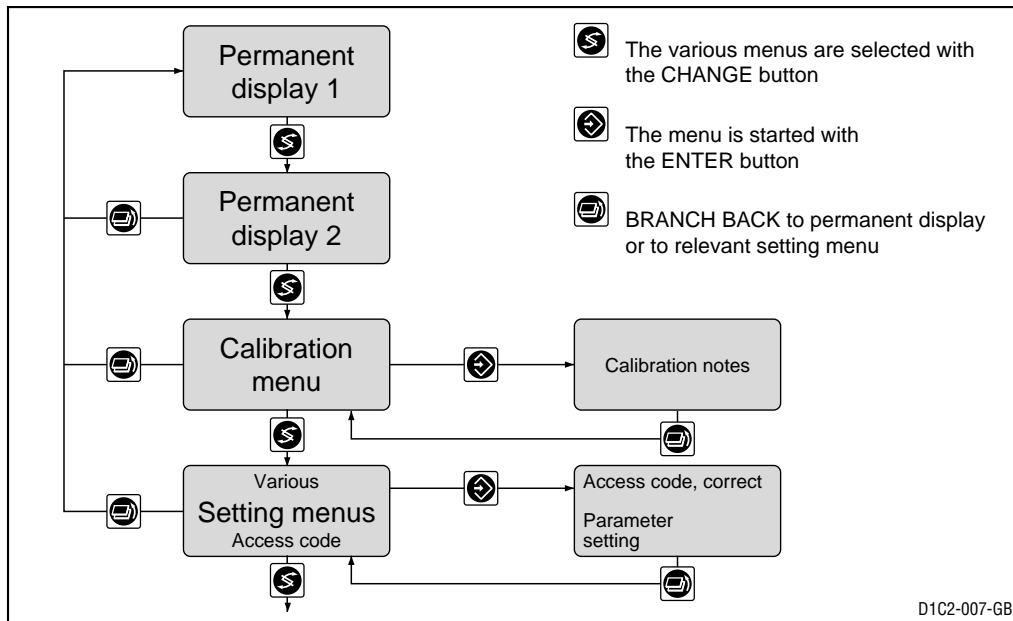 Permanent
display 1
Permanent
display 2
Calibration
menu
Calibration notes
Various
Setting menus
Access code
Access code, correct
Parameter
setting
The various menus are selected with
the CHANGE button
The menu is started with
the ENTER button
BRANCH BACK to permanent display
or to relevant setting menu
D1C2-007-GB